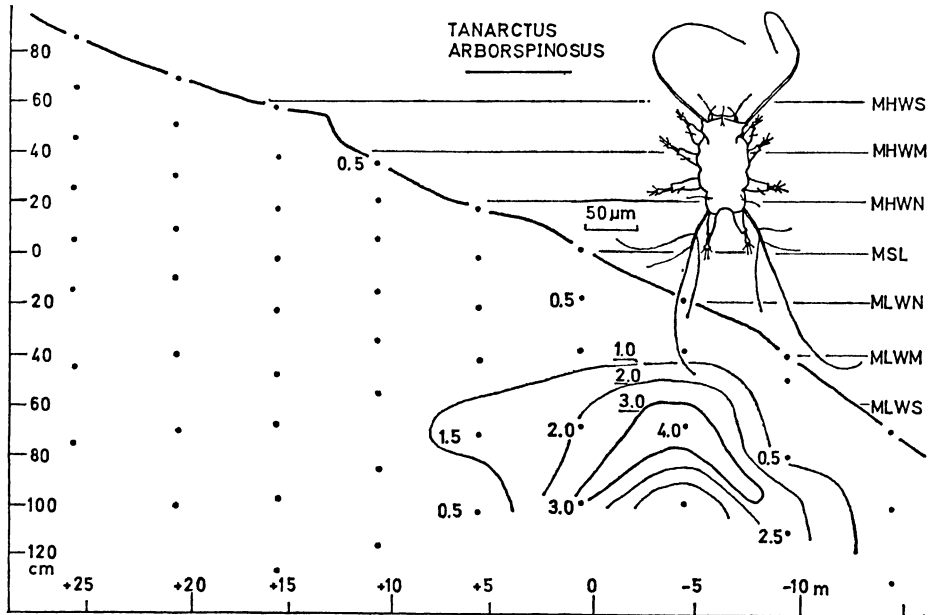 TANARCTUS
ARBORSPINOSUS
80
60
MHWS
40
0.5
MHWM
20
MHWN
50 µm
0
MSL
20
0.5
MLWN
40
1.0
MLWM
2.0
60
3.0
MLWS
1.5
2.0
4.0
0.5
80
100
0.5
3.0
2.5
120
cm
+25
+20
+15
+10
+5
0
-5
-10 m